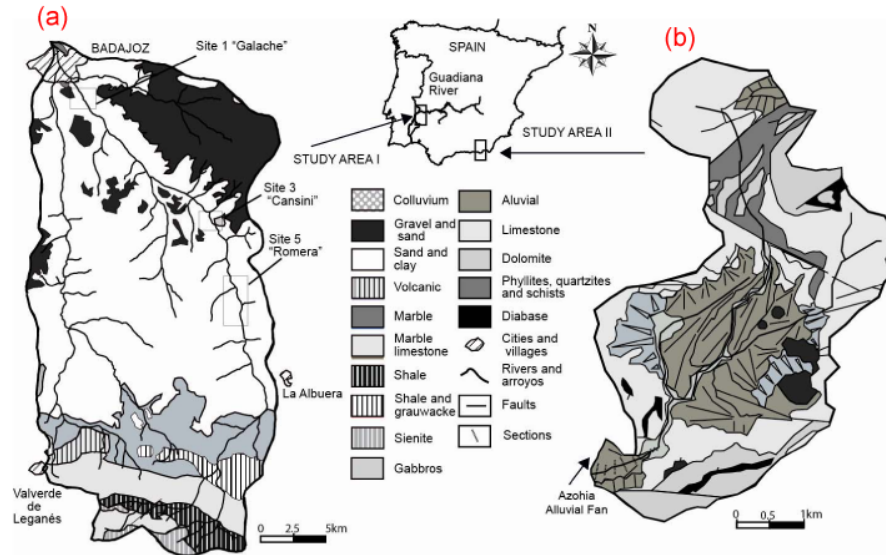 (a)
BADAJOZ
Site 1 "Galache"
SPAIN
Guadiana
River
N
(b)
STUDY AREA I
STUDY AREA II
Site 3
"Cansini"
Site 5
"Romera"
La Albuera
Valverde
de
Leganés
0 2,5 5km
Colluvium
Gravel and
sand
Sand and
clay
Volcanic
Marble
Marble
limestone
Shale
Shale and
grauwacke
Sienite
Gabbros
Aluvial
Limestone
Dolomite
Phyllites, quartzites
and schists
Diabase
Cities and
villages
Rivers and
arroyos
Faults
Sections
Azohia
Alluvial Fan
0 0,5 1km